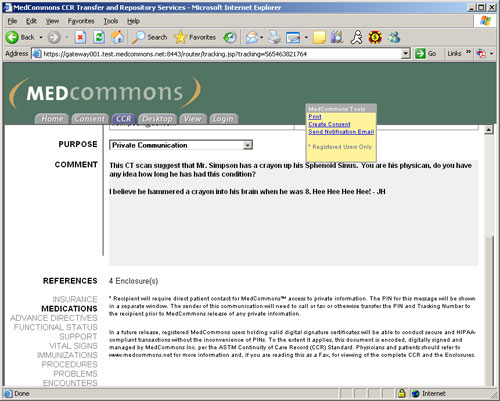 MedCommons CCR Transfer and Repository Services - Microsoft Internet Explorer
File Edit View Favorites Tools Help
Back Search Favorites
Address https://gateway001.test.medcommons.net:8443/router/tracking.jsp?tracking=565463821764 Go Links »
MEDcommons
Home Consent CCR Desktop View Login
MedCommons Tools
Print
Create Consent
Send Notification Email
* Registered Users Only
PURPOSE Private Communication
COMMENT This CT scan suggest that Mr. Simpson has a crayon up his Sphenoid Sinus. You are his physican, do you have
any idea how long he has had this condition?
I believe he hammered a crayon into his brain when he was 8. Hee Hee Hee Hee! - JH
REFERENCES 4 Enclosure(s)
INSURANCE
MEDICATIONS
ADVANCE DIRECTIVES
FUNCTIONAL STATUS
SUPPORT
VITAL SIGNS
IMMUNIZATIONS
PROCEDURES
PROBLEMS
ENCOUNTERS
* Recipient will require direct patient contact for MedCommons™ access to private information. The PIN for this message will be shown
in a separate window. The sender of this communication will need to call or fax or otherwise transfer the PIN and Tracking Number to
the recipient prior to MedCommons release of any private information.
In a future release, registered MedCommons users holding valid digital signature certificates will be able to conduct secure and HIPAA-
compliant transactions without the inconvenience of PINs. To the extent it applies, this document is encoded, digitally signed and
managed by MedCommons Inc. per the ASTM Continuity of Care Record (CCR) Standard. Physicians and patients should refer to
www.medcommons.net for more information and, if you are reading this as a Fax, for viewing of the complete CCR and the Enclosures.
Done Internet